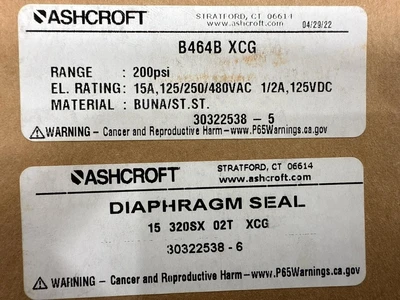 ASHCROFT
STRATFORD, CT. 06614
www.ashcroft.com
04/29/22
B464B XCG
RANGE : 200psi
EL. RATING: 15A,125/250/480VAC 1/2A,125VDC
MATERIAL : BUNA/ST.ST.
30322538 - 5
WARNING - Cancer and Reproductive Harm - www.P65Warnings.ca.gov
ASHCROFT
STRATFORD, CT 06614
www.ashcroft.com
DIAPHRAGM SEAL
15 320SX 02T XCG
30322538-6
WARNING - Cancer and Reproductive Harm-www.P65Warnings.ca.gov